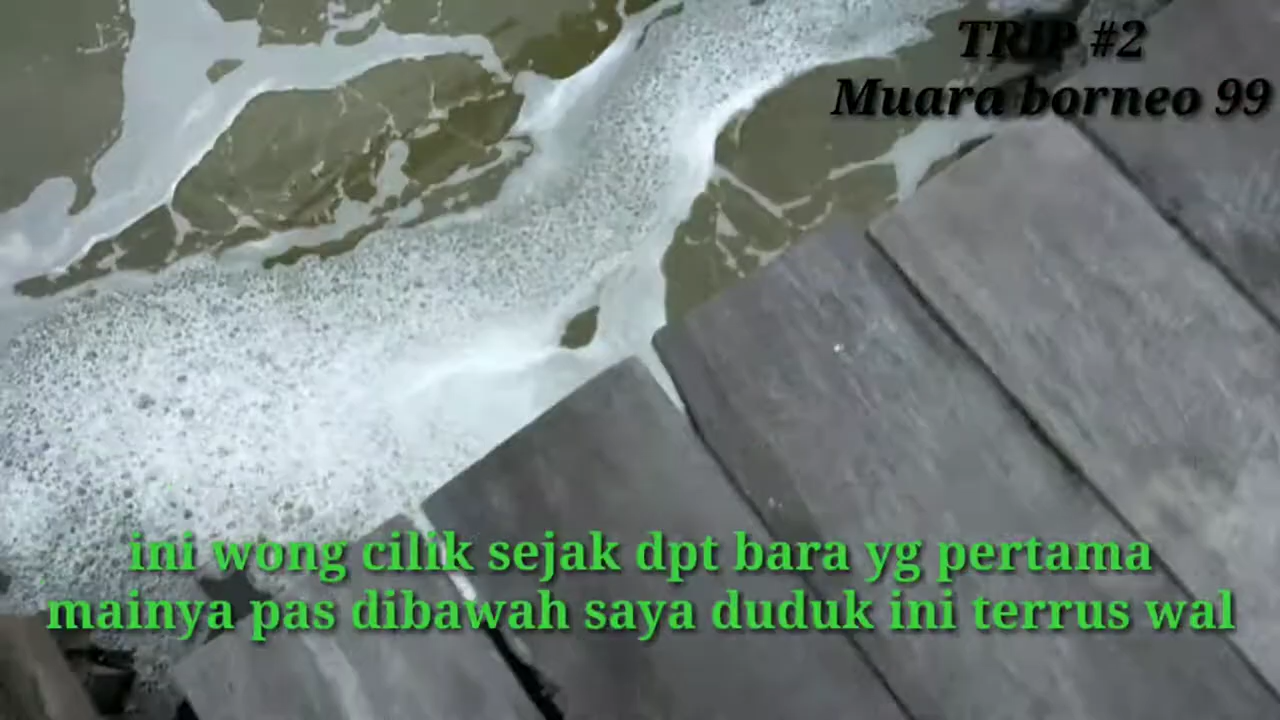 TRIP #2
Muara borneo 99
ini wong cilik sejak dpt bara yg pertama
mainya pas dibawah saya duduk ini terrus wal